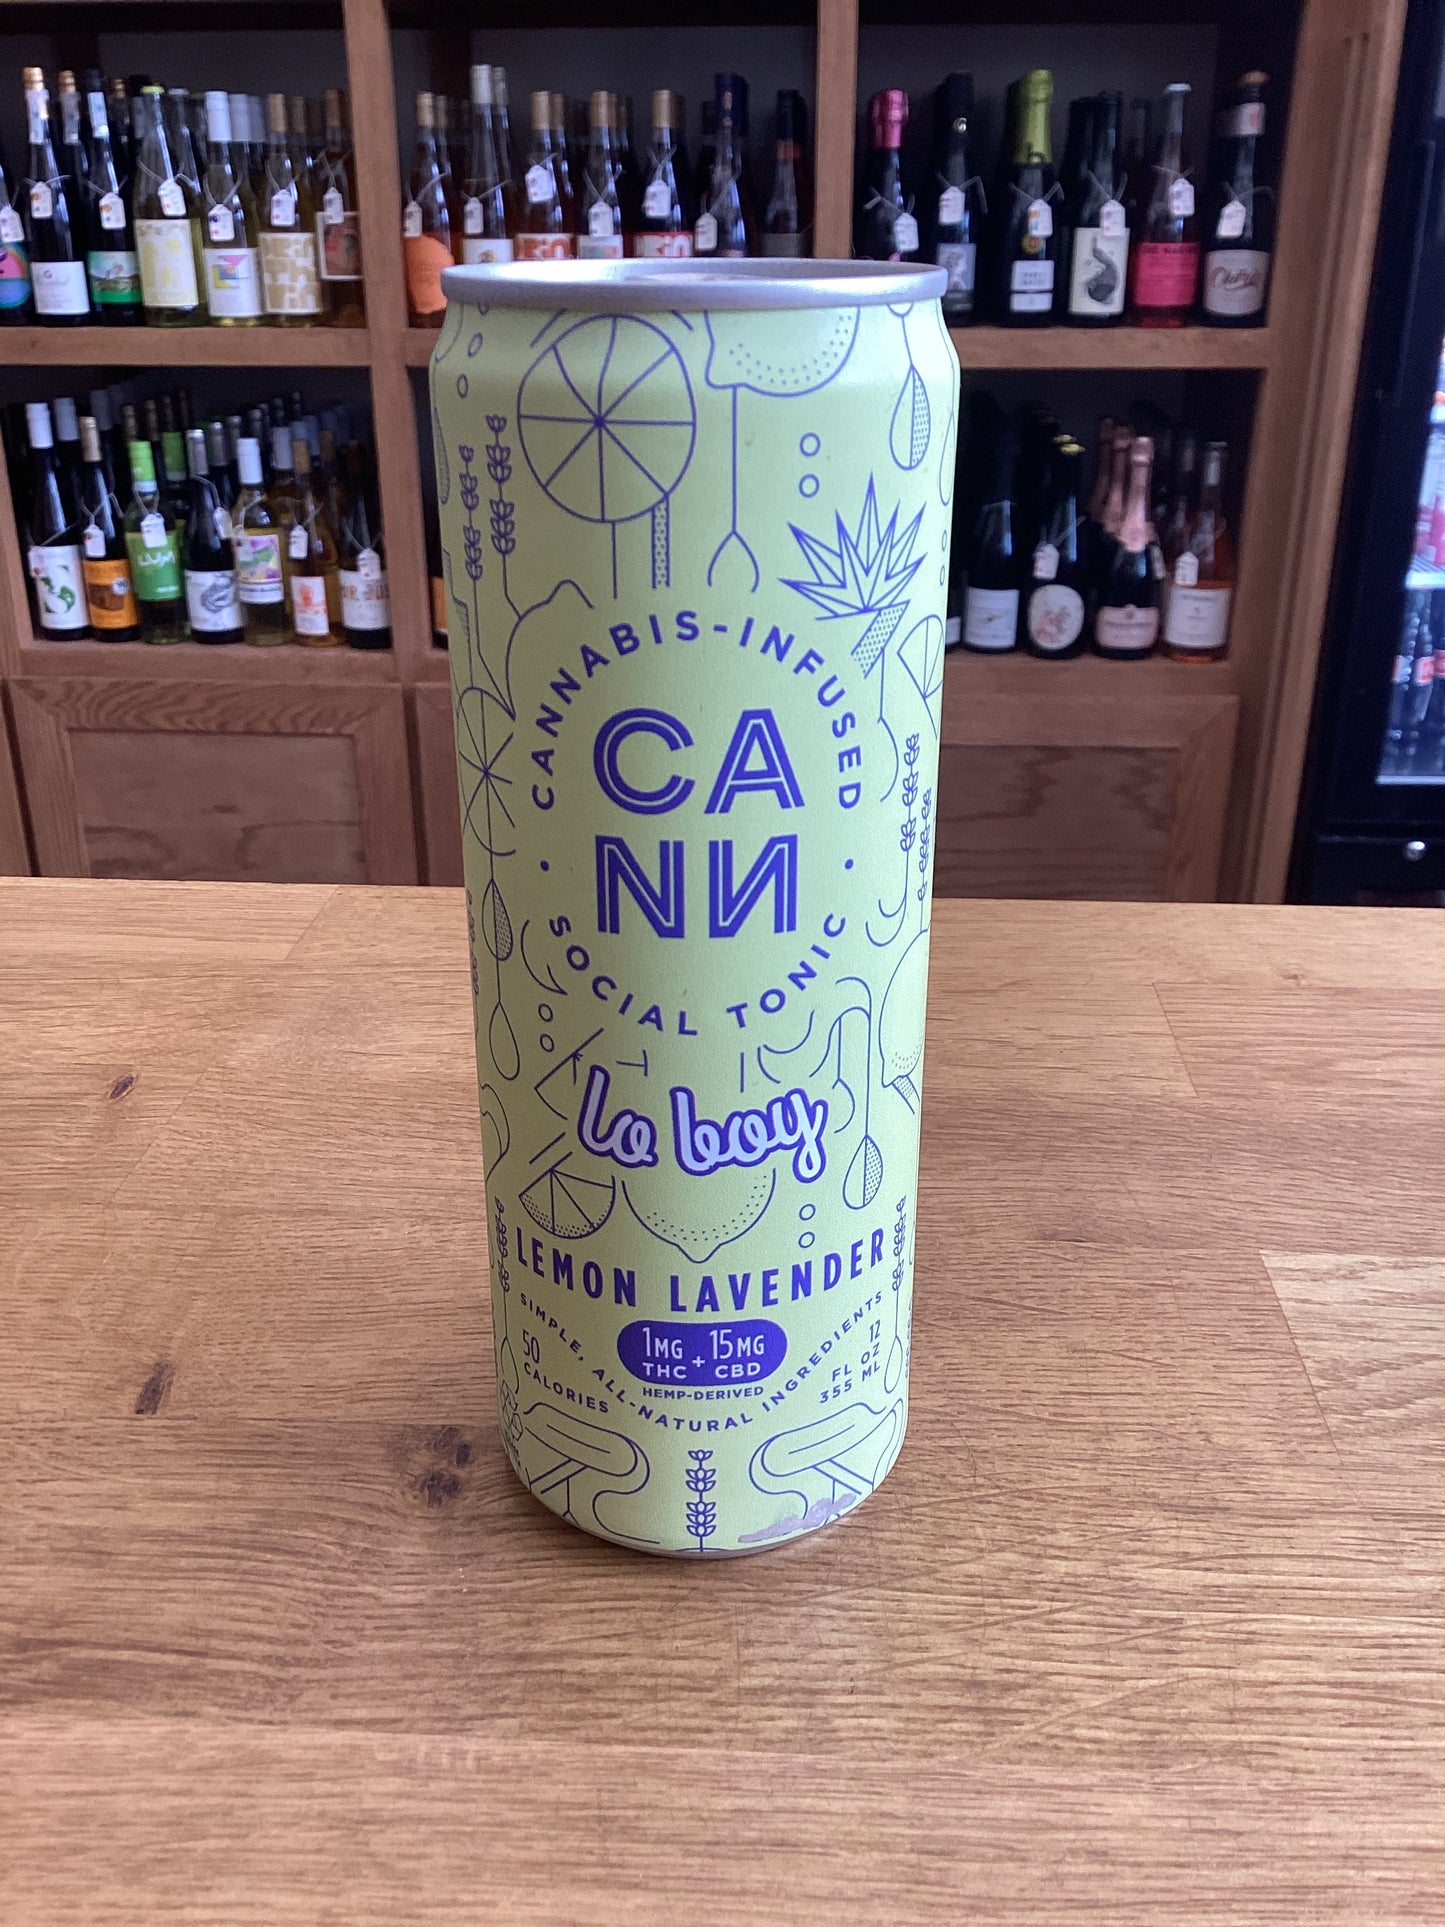 CANNABIS-INFUSED
CA
NN
SOCIAL TONIC
lo boy
LEMON LAVENDER
SIMPLE, ALL-NATURAL INGREDIENTS
50
CALORIES
1MG THC + 15MG CBD
HEMP-DERIVED
12
FL OZ
355 ML